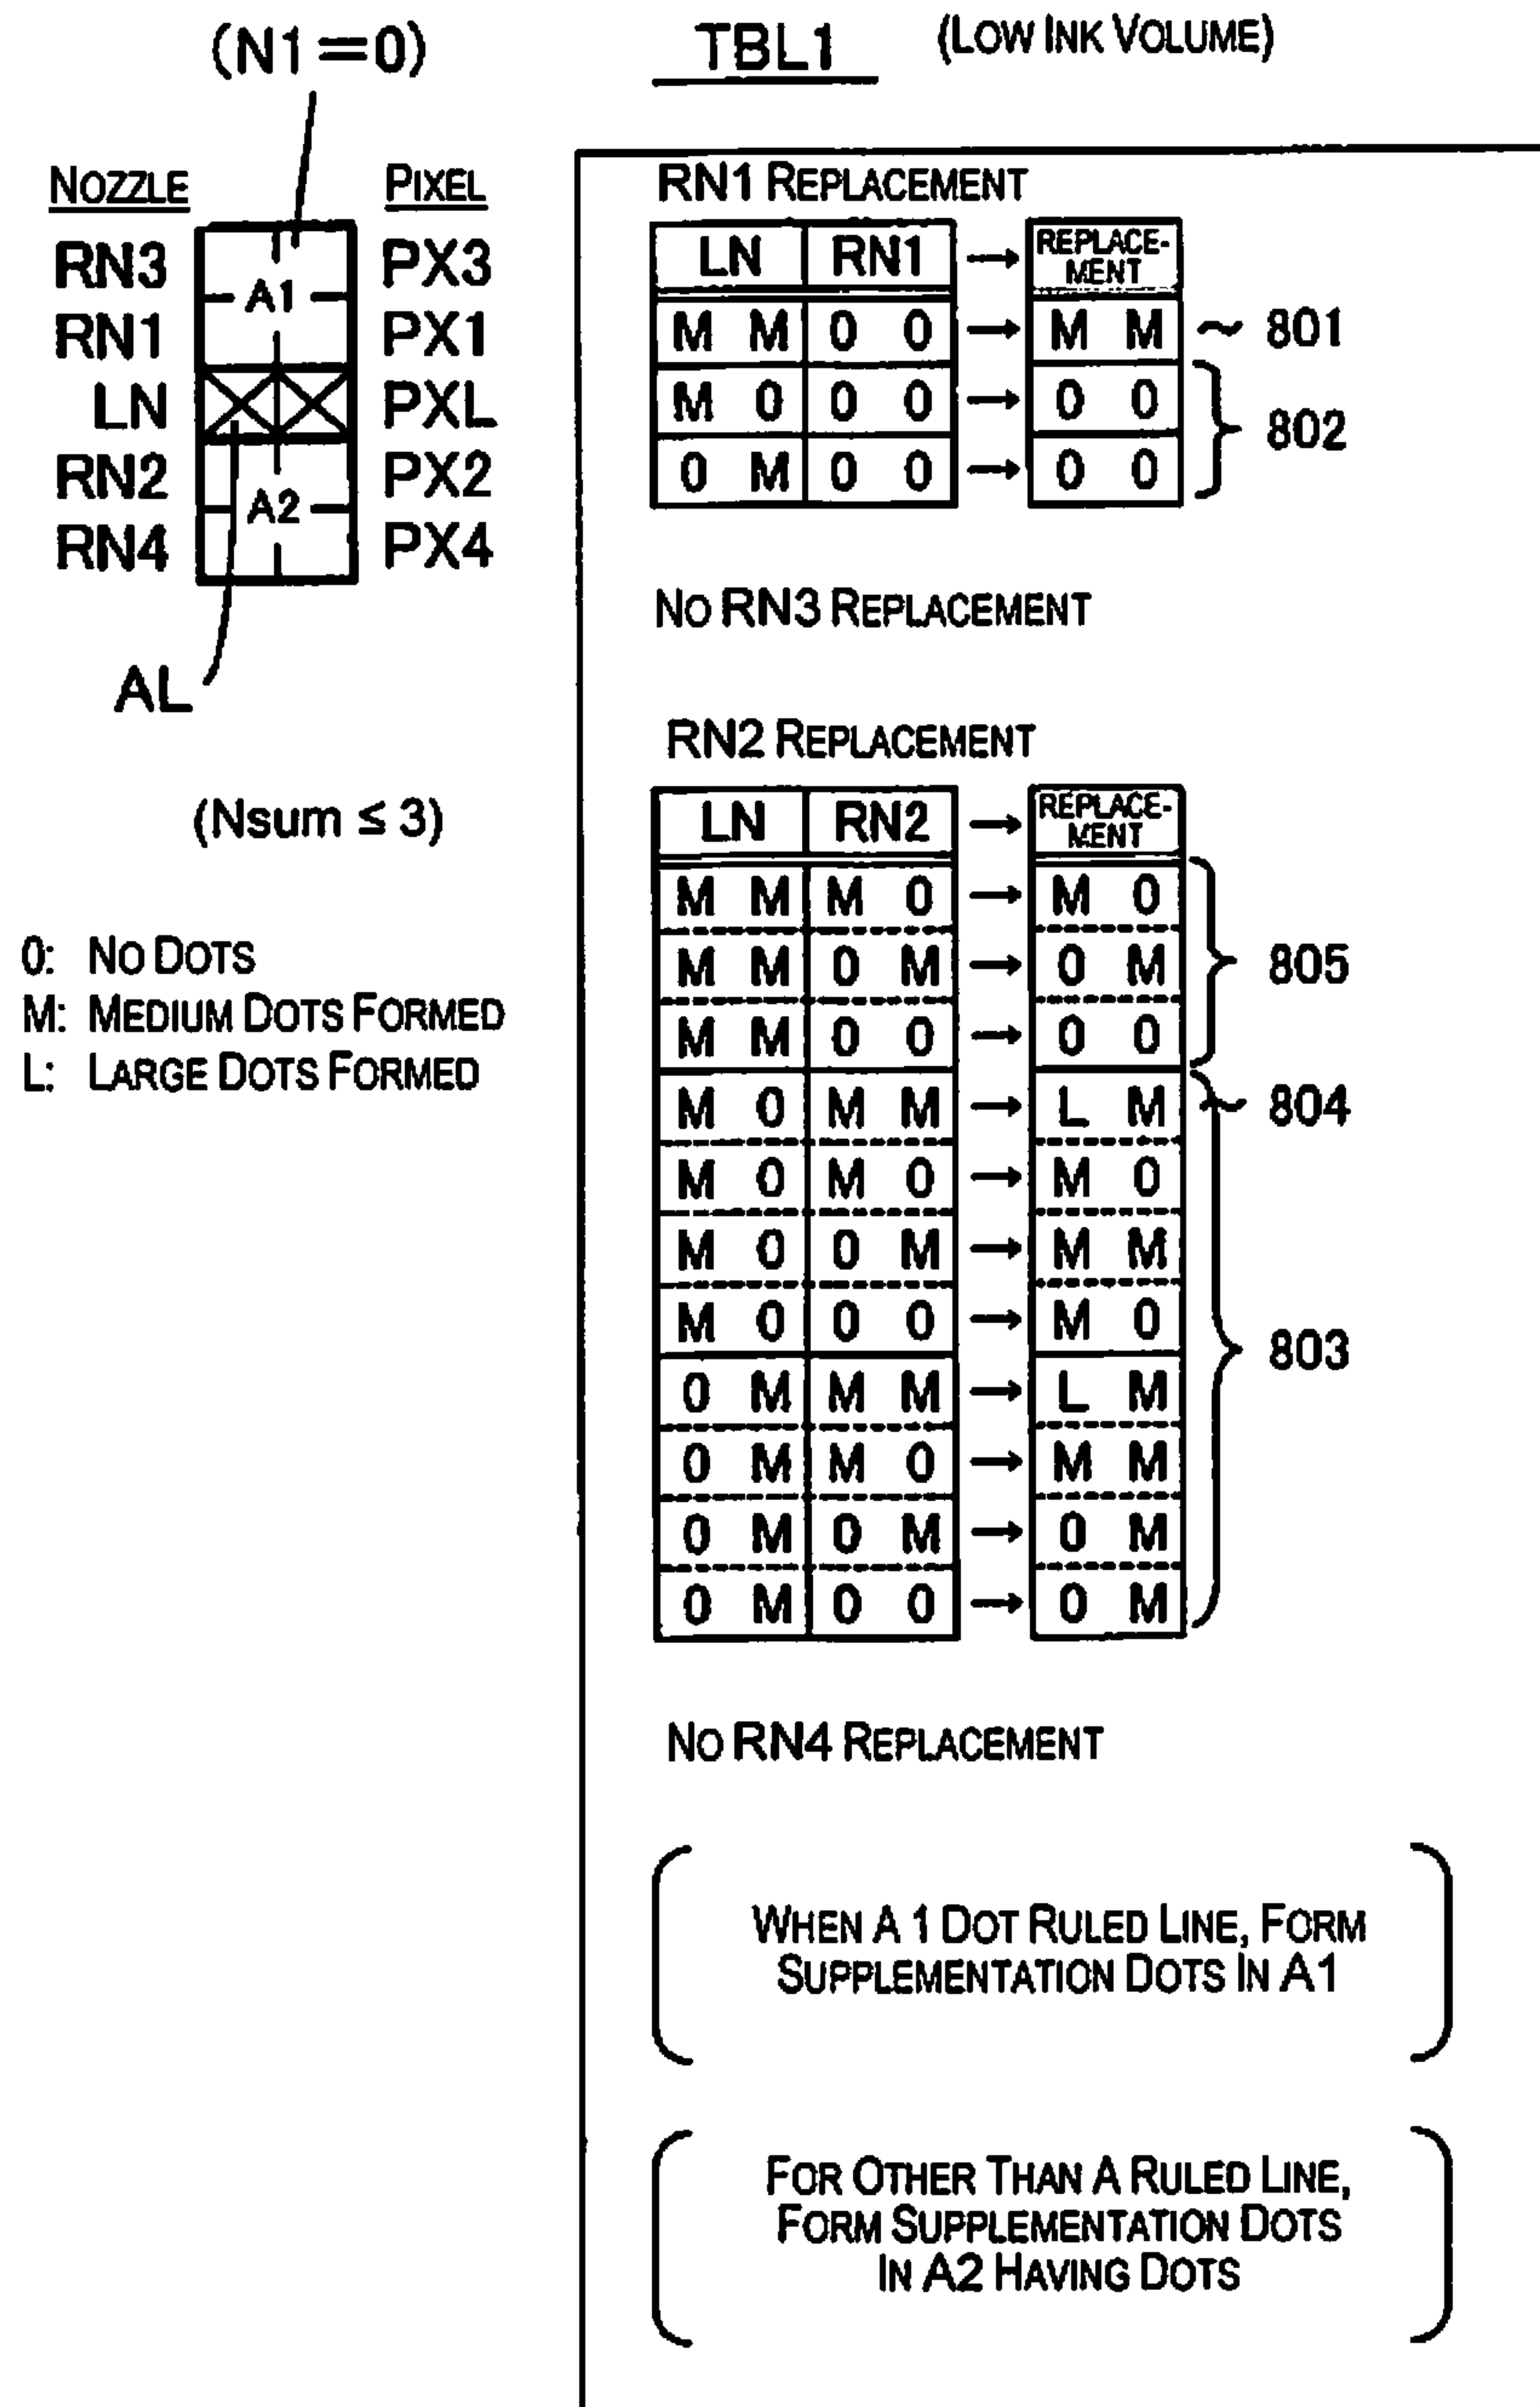 (N1=0)
TBL1 (LOW INK VOLUME)
NOZZLE PIXEL
RN3 PX3
A1
RN1 PX1
LN PXL
RN2 PX2
A2
RN4 PX4
AL
(Nsum ≤ 3)
0: NO DOTS
M: MEDIUM DOTS FORMED
L: LARGE DOTS FORMED
RN1 REPLACEMENT
LN RN1 → REPLACE-
MENT
M M 0 0 → M M ~ 801
M 0 0 0 → 0 0
802
0 M 0 0 → 0 0
NO RN3 REPLACEMENT
RN2 REPLACEMENT
LN RN2 → REPLACE-
MENT
M M M 0 → M 0
M M 0 M → 0 M 805
M M 0 0 → 0 0
M 0 M M → L M ~ 804
M 0 M 0 → M 0
M 0 0 M → M M
M 0 0 0 → M 0
803
0 M M M → L M
0 M M 0 → M M
0 M 0 M → 0 M
0 M 0 0 → 0 M
NO RN4 REPLACEMENT
WHEN A 1 DOT RULED LINE, FORM
SUPPLEMENTATION DOTS IN A1
FOR OTHER THAN A RULED LINE,
FORM SUPPLEMENTATION DOTS
IN A2 HAVING DOTS